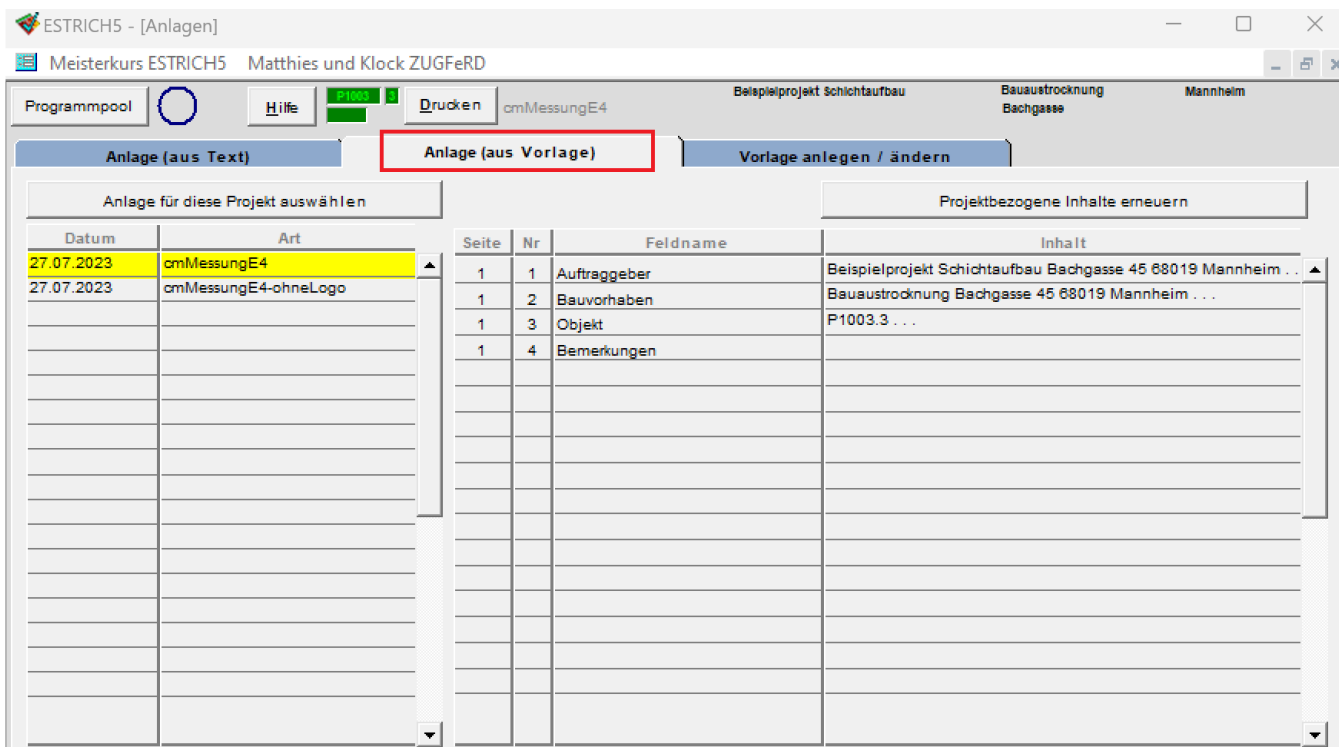 ESTRICH5 - [Anlagen]
Meisterkurs ESTRICH5 Matthies und Klock ZUGFeRD
Programmpool Hilfe P1003 3 Drucken cmMessungE4 Beispielprojekt Schichtaufbau Bauaustrocknung Mannheim
Bachgasse
Anlage (aus Text) Anlage (aus Vorlage) Vorlage anlegen / ändern
Anlage für diese Projekt auswählen Projektbezogene Inhalte erneuern
Datum Art Seite Nr Feldname Inhalt
27.07.2023 cmMessungE4 1 1 Auftraggeber Beispielprojekt Schichtaufbau Bachgasse 45 68019 Mannheim . .
27.07.2023 cmMessungE4-ohneLogo 1 2 Bauvorhaben Bauaustrocknung Bachgasse 45 68019 Mannheim . . .
1 3 Objekt P1003.3 . . .
1 4 Bemerkungen